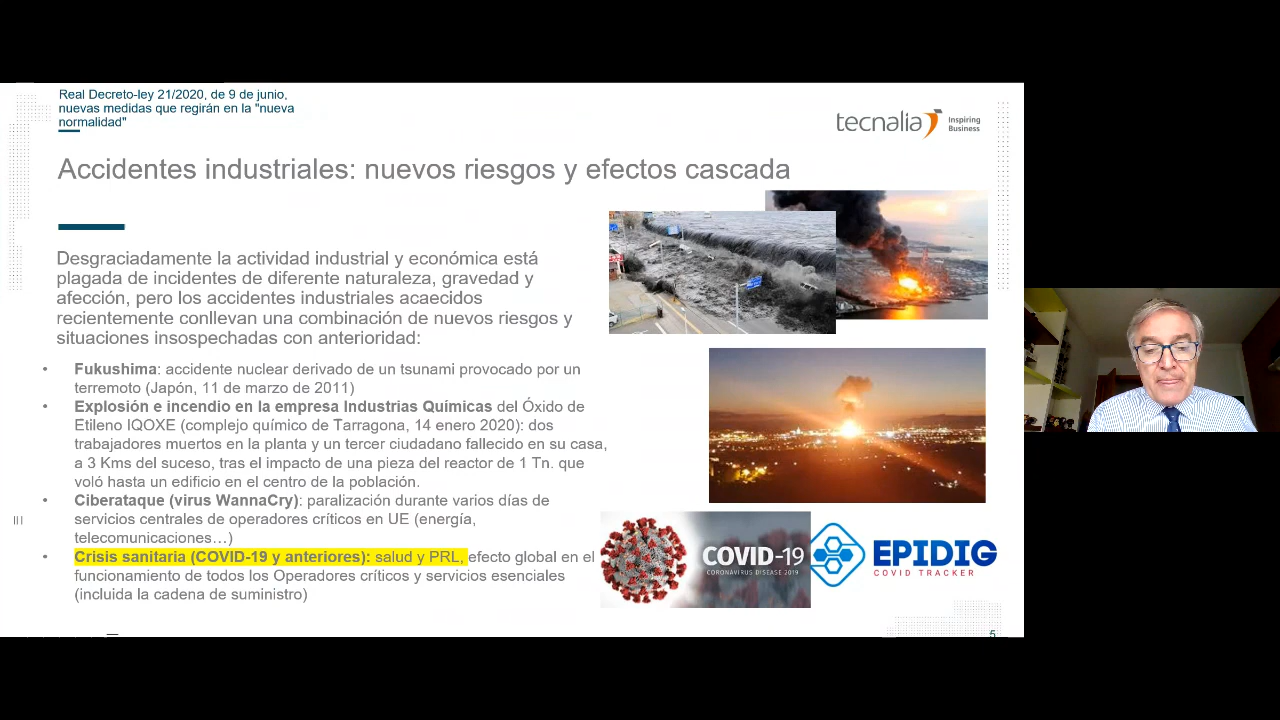 Real Decreto-ley 21/2020, de 9 de junio,
nuevas medidas que regirán en la "nueva
normalidad"
tecnalia
Inspiring
Business
Accidentes industriales: nuevos riesgos y efectos cascada
Desgraciadamente la actividad industrial y económica está
plagada de incidentes de diferente naturaleza, gravedad y
afección, pero los accidentes industriales acaecidos
recientemente conllevan una combinación de nuevos riesgos y
situaciones insospechadas con anterioridad:
• Fukushima: accidente nuclear derivado de un tsunami provocado por un
terremoto (Japón, 11 de marzo de 2011)
• Explosión e incendio en la empresa Industrias Químicas del Óxido de
Etileno IQOXE (complejo químico de Tarragona, 14 enero 2020): dos
trabajadores muertos en la planta y un tercer ciudadano fallecido en su casa,
a 3 Kms del suceso, tras el impacto de una pieza del reactor de 1 Tn. que
voló hasta un edificio en el centro de la población.
• Ciberataque (virus WannaCry): paralización durante varios días de
servicios centrales de operadores críticos en UE (energía,
telecomunicaciones…)
• Crisis sanitaria (COVID-19 y anteriores): salud y PRL, efecto global en el
funcionamiento de todos los Operadores críticos y servicios esenciales
(incluida la cadena de suministro)
COVID-19
CORONAVIRUS DISEASE 2019
EPIDIG
COVID TRACKER
5